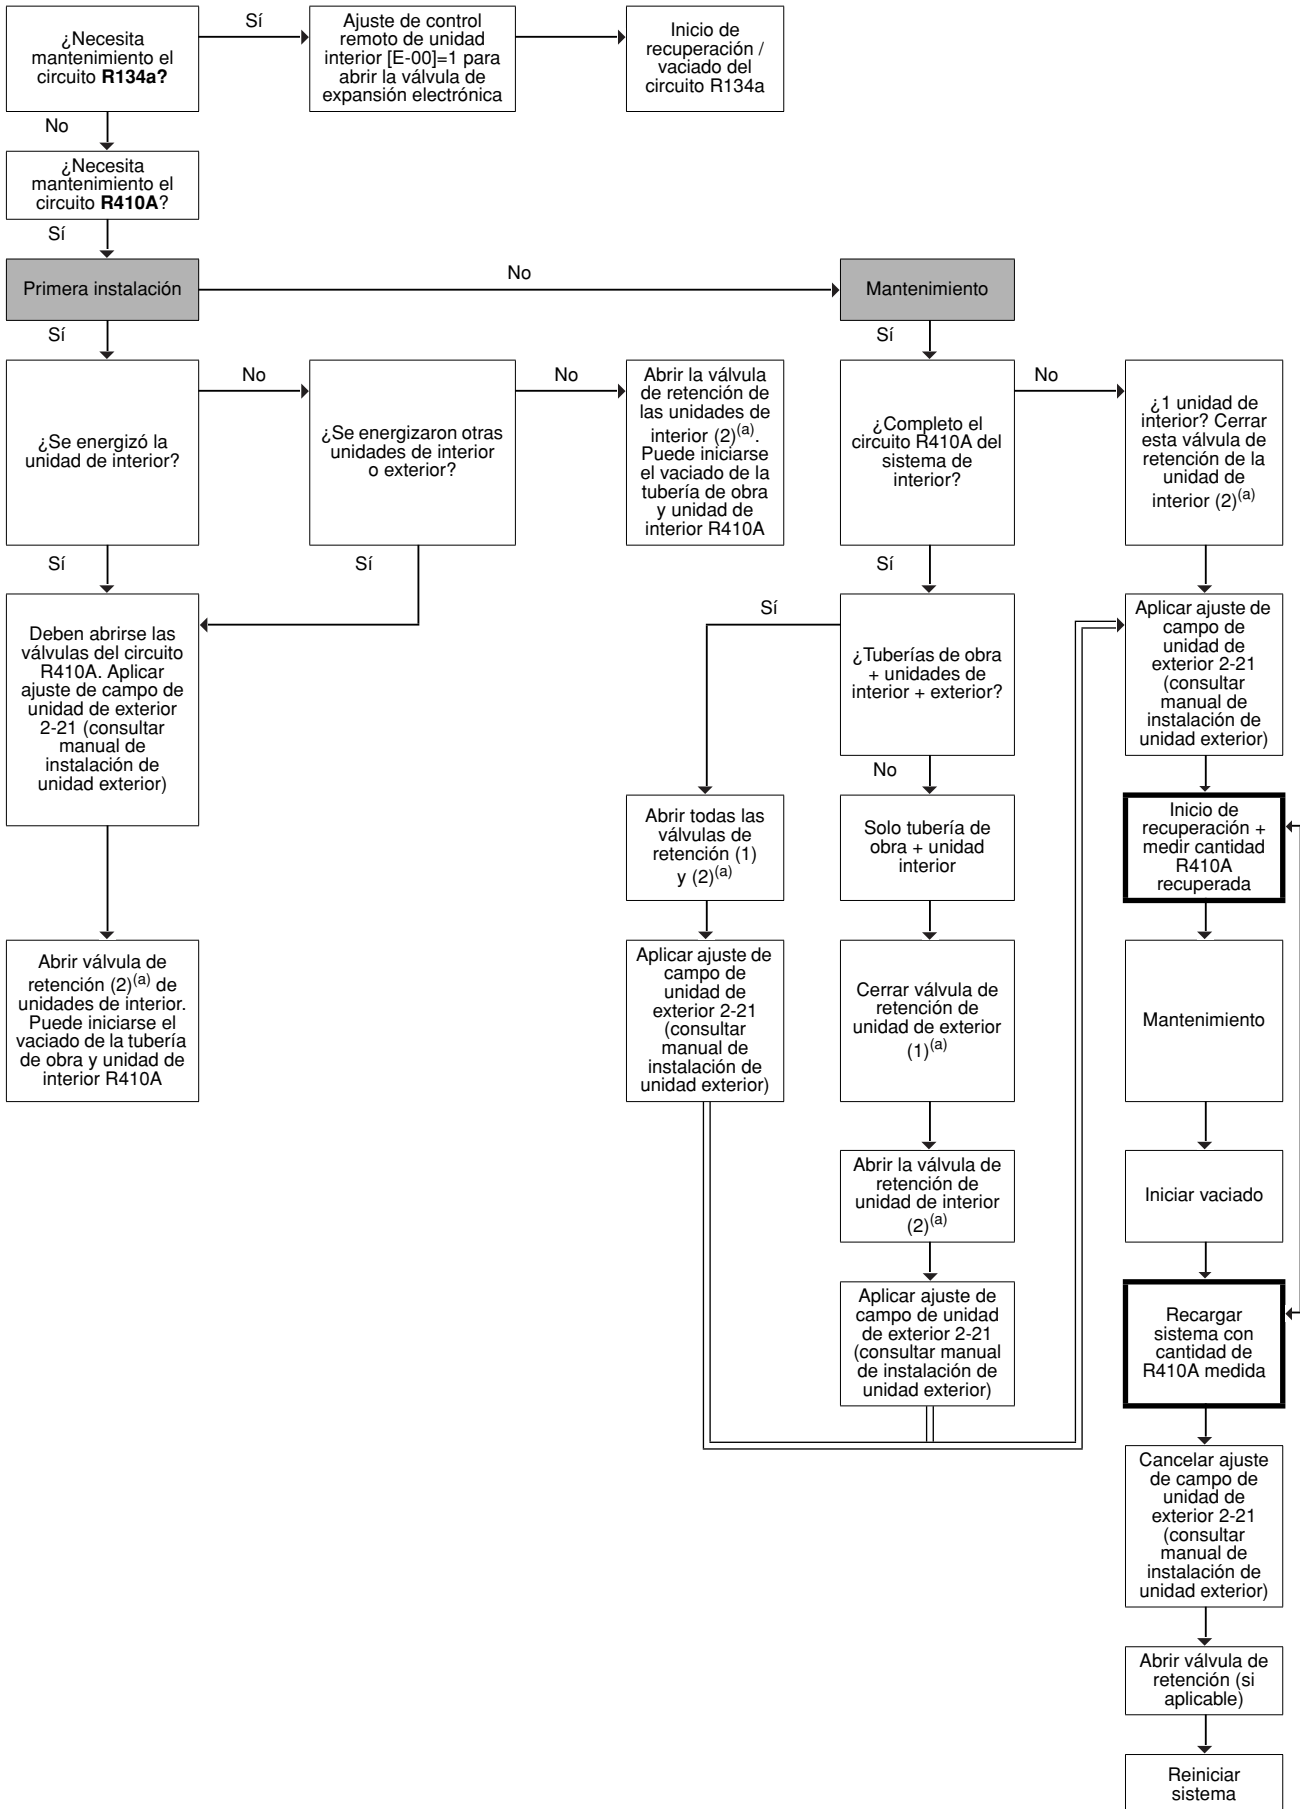 ¿Necesita
mantenimiento el
circuito R134a?
Sí
Ajuste de control
remoto de unidad
interior [E-00]=1 para
abrir la válvula de
expansión electrónica
Inicio de
recuperación /
vaciado del
circuito R134a
No
¿Necesita
mantenimiento el
circuito R410A?
Sí
Primera instalación
No
Mantenimiento
Sí
Sí
¿Se energizó la
unidad de interior?
No
¿Se energizaron otras
unidades de interior
o exterior?
No
Abrir la válvula
de retención de
las unidades de
interior (2)(a).
Puede iniciarse
el vaciado de la
tubería de obra
y unidad de
interior R410A
¿Completo el
circuito R410A del
sistema de
interior?
No
¿1 unidad de
interior? Cerrar
esta válvula de
retención de la
unidad de
interior (2)(a)
Sí
Sí
Sí
Deben abrirse las
válvulas del circuito
R410A. Aplicar
ajuste de campo de
unidad de exterior
2-21 (consultar
manual de
instalación de
unidad exterior)
Sí
¿Tuberías de obra
+ unidades de
interior + exterior?
Aplicar ajuste de
campo de
unidad de
exterior 2-21
(consultar
manual de
instalación de
unidad exterior)
No
Abrir todas las
válvulas de
retención (1)
y (2)(a)
Solo tubería de
obra + unidad
interior
Inicio de
recuperación +
medir cantidad
R410A
recuperada
Abrir válvula de
retención (2)(a) de
unidades de interior.
Puede iniciarse el
vaciado de la tubería
de obra y unidad de
interior R410A
Aplicar ajuste de
campo de
unidad de
exterior 2-21
(consultar
manual de
instalación de
unidad exterior)
Cerrar válvula de
retención de
unidad de exterior
(1)(a)
Mantenimiento
Abrir la válvula de
retención de
unidad de interior
(2)(a)
Iniciar vaciado
Aplicar ajuste de
campo de unidad
de exterior 2-21
(consultar manual
de instalación de
unidad exterior)
Recargar
sistema con
cantidad de
R410A medida
Cancelar ajuste
de campo de
unidad de
exterior 2-21
(consultar
manual de
instalación de
unidad exterior)
Abrir válvula de
retención (si
aplicable)
Reiniciar
sistema